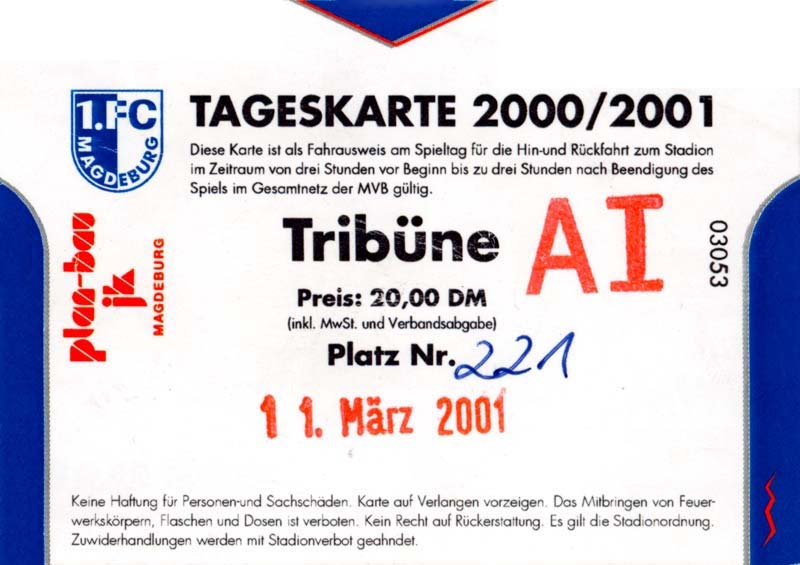 1.FC
MAGDEBURG
TAGESKARTE 2000/2001
Diese Karte ist als Fahrausweis am Spieltag für die Hin-und Rückfahrt zum Stadion
im Zeitraum von drei Stunden vor Beginn bis zu drei Stunden nach Beendigung des
Spiels im Gesamtnetz der MVB gültig.
plan-bau
jk
MAGDEBURG
Tribüne
AI
03053
Preis: 20,00 DM
(inkl. MwSt. und Verbandsabgabe)
Platz Nr. 221
11. März 2001
Keine Haftung für Personen-und Sachschäden. Karte auf Verlangen vorzeigen. Das Mitbringen von Feuer-
werkskörpern, Flaschen und Dosen ist verboten. Kein Recht auf Rückerstattung. Es gilt die Stadionordnung.
Zuwiderhandlungen werden mit Stadionverbot geahndet.